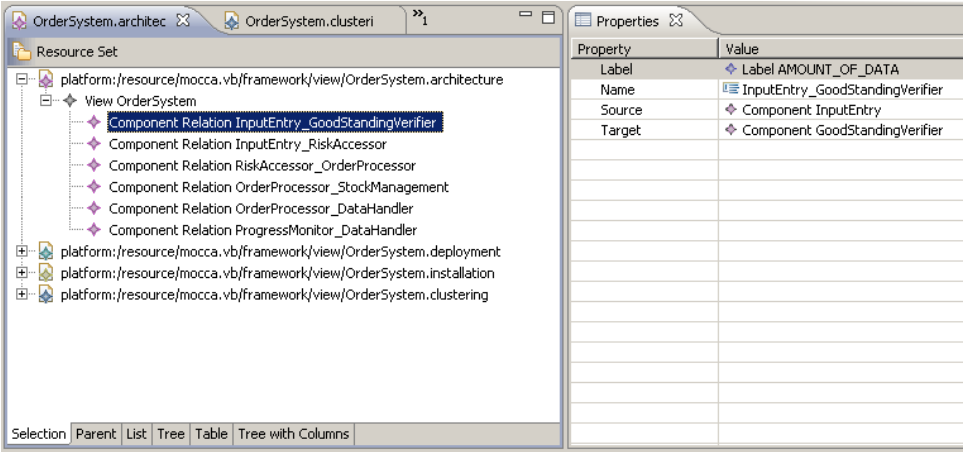 OrderSystem.architec
OrderSystem.clusteri
»1
Resource Set
platform:/resource/mocca.vb/framework/view/OrderSystem.architecture
View OrderSystem
Component Relation InputEntry_GoodStandingVerifier
Component Relation InputEntry_RiskAccessor
Component Relation RiskAccessor_OrderProcessor
Component Relation OrderProcessor_StockManagement
Component Relation OrderProcessor_DataHandler
Component Relation ProgressMonitor_DataHandler
platform:/resource/mocca.vb/framework/view/OrderSystem.deployment
platform:/resource/mocca.vb/framework/view/OrderSystem.installation
platform:/resource/mocca.vb/framework/view/OrderSystem.clustering
Selection Parent List Tree Table Tree with Columns
Properties
Property Value
Label Label AMOUNT_OF_DATA
Name InputEntry_GoodStandingVerifier
Source Component InputEntry
Target Component GoodStandingVerifier